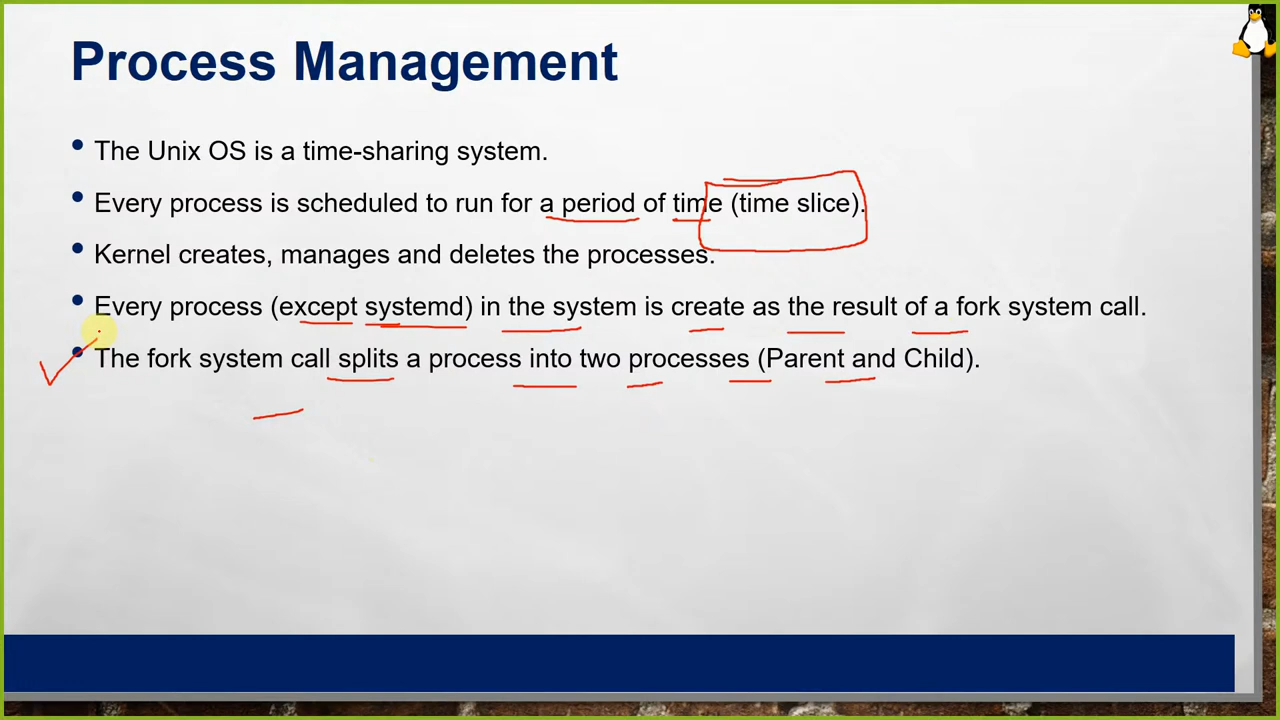 Process Management
• The Unix OS is a time-sharing system.
• Every process is scheduled to run for a period of time (time slice).
• Kernel creates, manages and deletes the processes.
• Every process (except systemd) in the system is create as the result of a fork system call.
• The fork system call splits a process into two processes (Parent and Child).